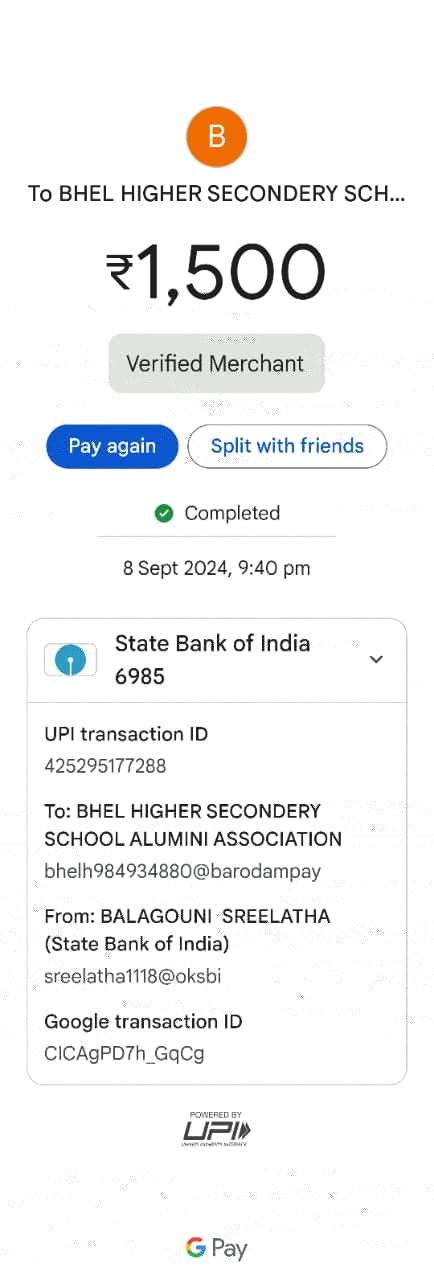 B
To BHEL HIGHER SECONDERY SCH...
₹1,500
Verified Merchant
Pay again
Split with friends
Completed
8 Sept 2024, 9:40 pm
State Bank of India
6985
UPI transaction ID
425295177288
To: BHEL HIGHER SECONDERY
SCHOOL ALUMINI ASSOCIATION
bhelh984934880@barodampay
From: BALAGOUNI SREELATHA
(State Bank of India)
sreelatha1118@oksbi
Google transaction ID
CICAgPD7h_GqCg
POWERED BY
UPI
G Pay